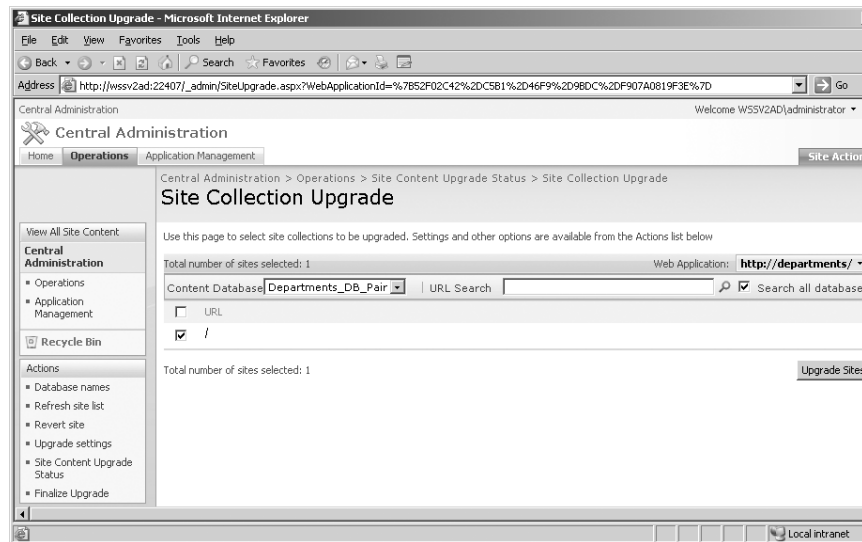 Site Collection Upgrade - Microsoft Internet Explorer
File Edit View Favorites Tools Help
Back Search Favorites
Address http://wssv2ad:22407/_admin/SiteUpgrade.aspx?WebApplicationId=%7B52F02C42%2DC5B1%2D46F9%2D9BDC%2DF907A0819F3E%7D Go
Central Administration Welcome WSSV2AD\administrator
Central Administration
Home Operations Application Management Site Action
Central Administration > Operations > Site Content Upgrade Status > Site Collection Upgrade
Site Collection Upgrade
View All Site Content
Central Administration
Operations
Application Management
Recycle Bin
Actions
Database names
Refresh site list
Revert site
Upgrade settings
Site Content Upgrade Status
Finalize Upgrade
Use this page to select site collections to be upgraded. Settings and other options are available from the Actions list below
Total number of sites selected: 1 Web Application: http://departments/
Content Database Departments_DB_Pair | URL Search Search all database
URL
/
Total number of sites selected: 1 Upgrade Sites
Local intranet